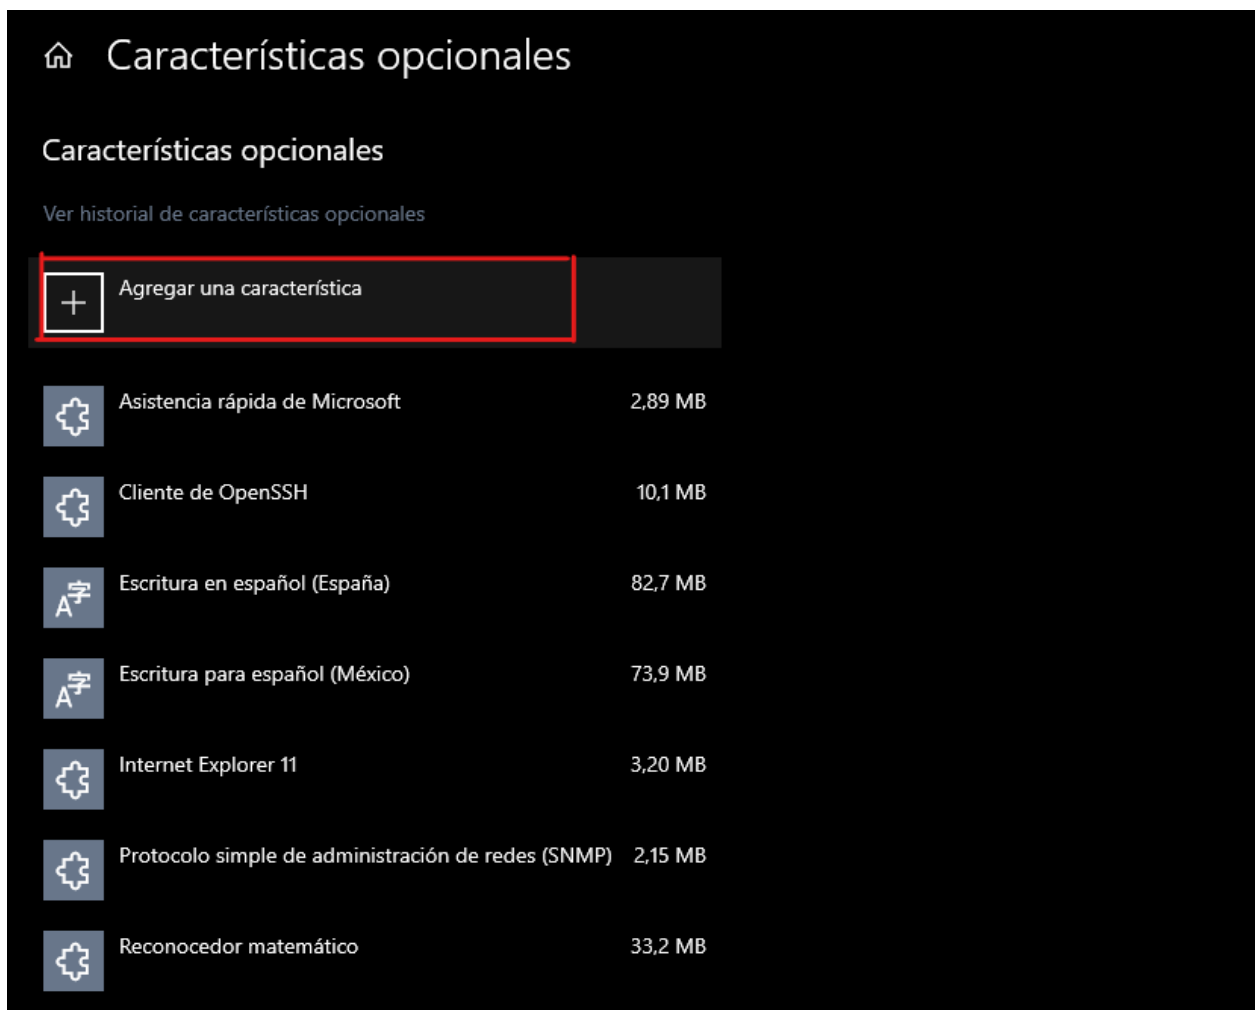 Características opcionales
Características opcionales
Ver historial de características opcionales
Agregar una característica
Asistencia rápida de Microsoft 2,89 MB
Cliente de OpenSSH 10,1 MB
Escritura en español (España) 82,7 MB
Escritura para español (México) 73,9 MB
Internet Explorer 11 3,20 MB
Protocolo simple de administración de redes (SNMP) 2,15 MB
Reconocedor matemático 33,2 MB